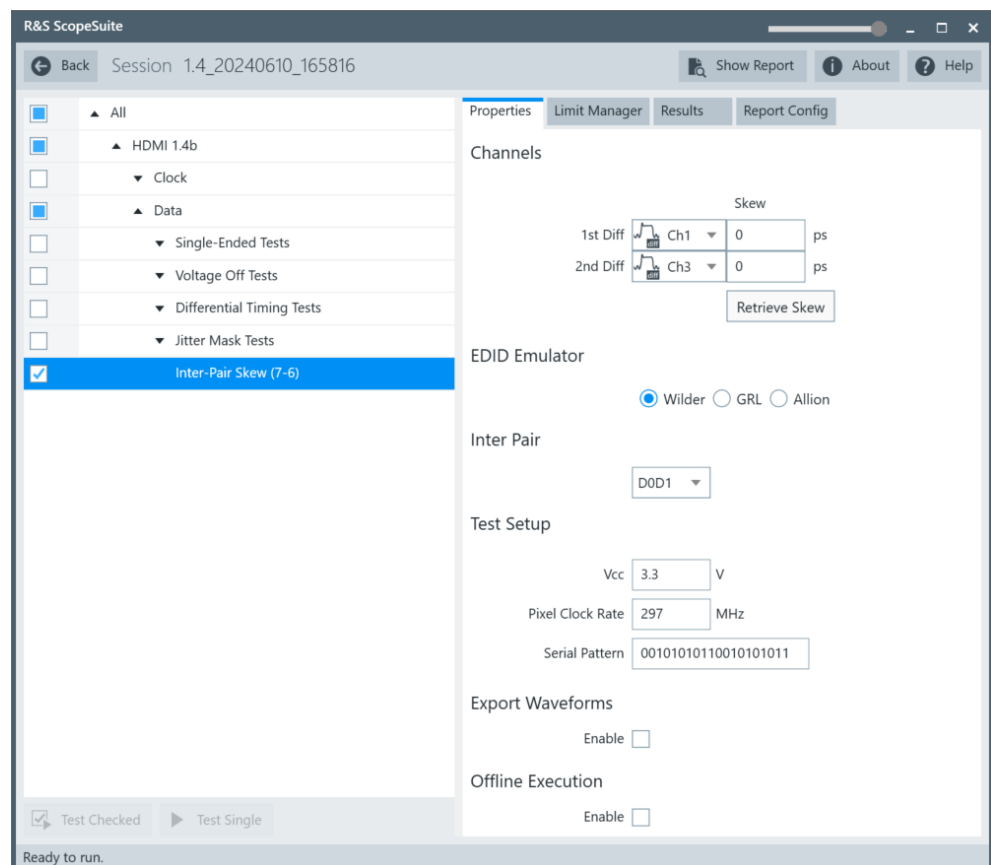 R&S ScopeSuite
Back Session 1.4_20240610_165816 Show Report About Help
All
HDMI 1.4b
Clock
Data
Single-Ended Tests
Voltage Off Tests
Differential Timing Tests
Jitter Mask Tests
Inter-Pair Skew (7-6)
Test Checked Test Single
Properties Limit Manager Results Report Config
Channels
Skew
1st Diff diff Ch1 0 ps
2nd Diff diff Ch3 0 ps
Retrieve Skew
EDID Emulator
Wilder GRL Allion
Inter Pair
D0D1
Test Setup
Vcc 3.3 V
Pixel Clock Rate 297 MHz
Serial Pattern 00101010110010101011
Export Waveforms
Enable
Offline Execution
Enable
Ready to run.